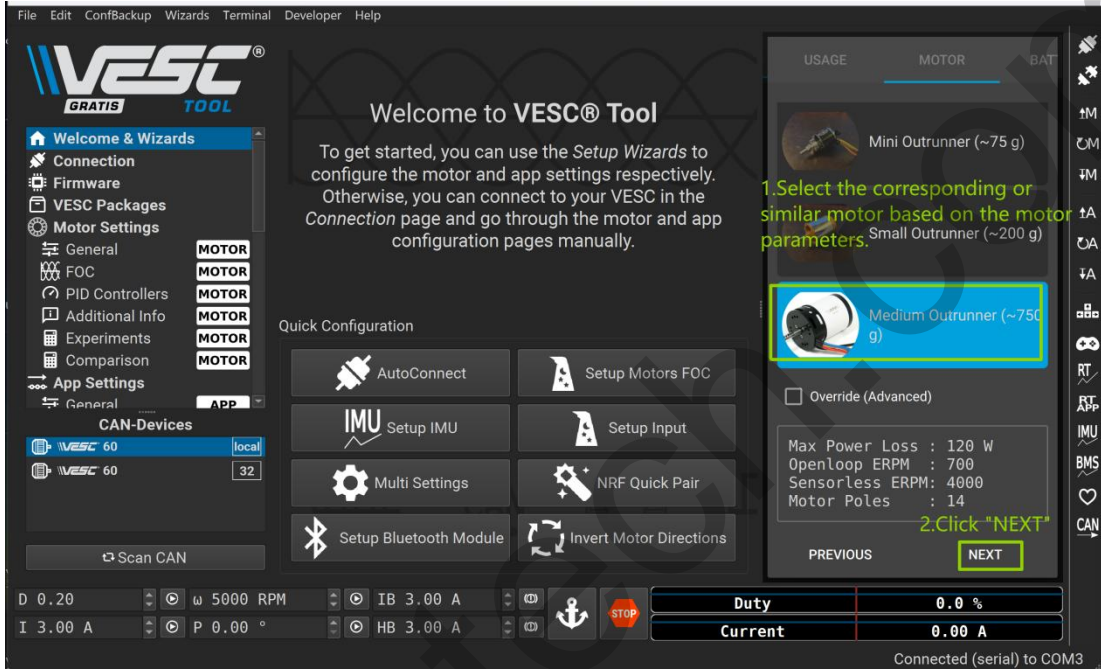 File Edit ConfBackup Wizards Terminal Developer Help
VESC®
GRATIS TOOL
Welcome & Wizards
Connection
Firmware
VESC Packages
Motor Settings
General MOTOR
FOC MOTOR
PID Controllers MOTOR
Additional Info MOTOR
Experiments MOTOR
Comparison MOTOR
App Settings
General APP
CAN-Devices
VESC 60 local
VESC 60 32
Scan CAN
Welcome to VESC® Tool
To get started, you can use the Setup Wizards to
configure the motor and app settings respectively.
Otherwise, you can connect to your VESC in the
Connection page and go through the motor and app
configuration pages manually.
Quick Configuration
AutoConnect
Setup Motors FOC
IMU Setup IMU
Setup Input
Multi Settings
NRF Quick Pair
Setup Bluetooth Module
Invert Motor Directions
USAGE MOTOR BAT
Mini Outrunner (~75 g)
1.Select the corresponding or
similar motor based on the motor
parameters.
Small Outrunner (~200 g)
Medium Outrunner (~750
g)
Override (Advanced)
Max Power Loss : 120 W
Openloop ERPM : 700
Sensorless ERPM: 4000
Motor Poles : 14
2.Click "NEXT"
PREVIOUS NEXT
M
M
M
A
A
A
RT
RT
APP
IMU
BMS
CAN
D 0.20 ω 5000 RPM IB 3.00 A
I 3.00 A P 0.00 ° HB 3.00 A
STOP
Duty 0.0 %
Current 0.00 A
Connected (serial) to COM3